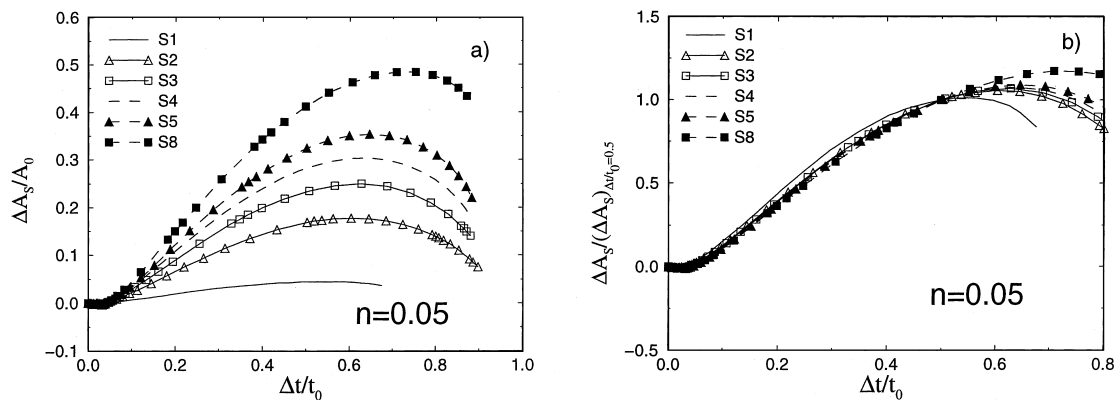 a)
0.6
0.5
0.4
0.3
0.2
0.1
0.0
−0.1
ΔA_S/A_0
S1
S2
S3
S4
S5
S8
n=0.05
0.0 0.2 0.4 0.6 0.8 1.0
Δt/t_0
b)
1.5
1.0
0.5
0.0
−0.5
ΔA_S/(ΔA_S)_{Δt/t_0=0.5}
S1
S2
S3
S4
S5
S8
n=0.05
0.0 0.2 0.4 0.6 0.8
Δt/t_0